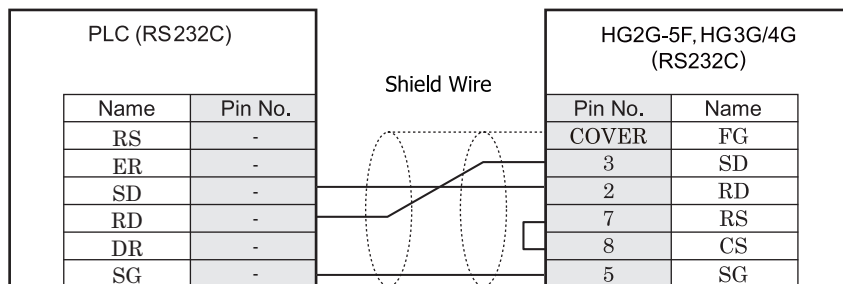 PLC (RS232C)
HG2G-5F, HG3G/4G
(RS232C)
Shield Wire
Name Pin No. Pin No. Name
RS - COVER FG
ER - 3 SD
SD - 2 RD
RD - 7 RS
DR - 8 CS
SG - 5 SG